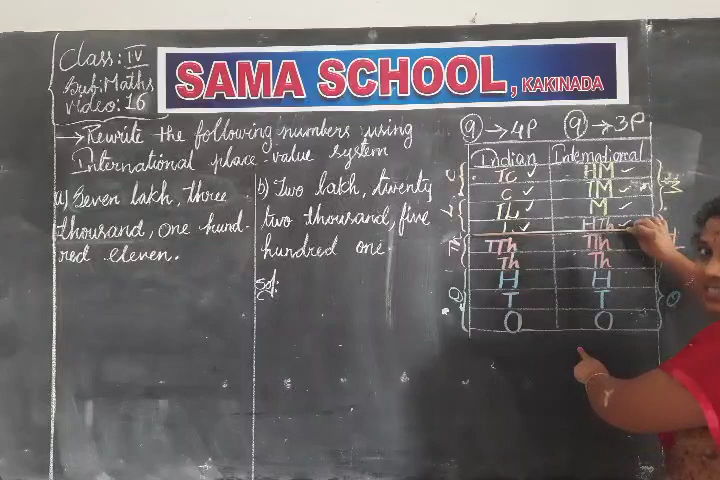 Class: IV
Sub: Maths
Video: 16
SAMA SCHOOL, KAKINADA
→ Rewrite the following numbers using
International place-value system
a) Seven lakh, three
thousand, one hund-
red eleven.
b) Two lakh, twenty
two thousand, five
hundred one.
Sol:
9 → 4P 9 → 3P
Indian International
TC ✓ HM ✓
C ✓ TM ✓
TL ✓ M ✓
L ✓ HTh
TTh TTh
Th Th
H H
T T
O O
C
L
Th
O
M
O